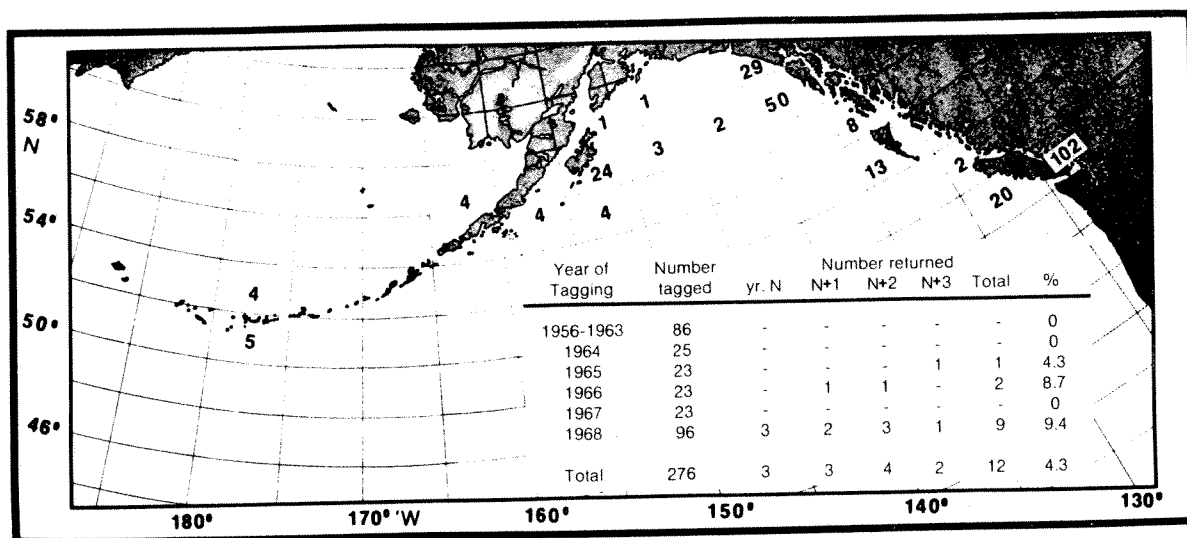 58°
N
54°
50°
46°
180°
170° 'W
160°
150°
140°
130°
29
50
1
2
1
3
8
102
2
13
24
20
4
4
4
4
5
Number returned
Year of Tagging Number tagged yr. N N+1 N+2 N+3 Total %
1956-1963 86 - - - - - 0
1964 25 - - - - - 0
1965 23 - - - 1 1 4.3
1966 23 - 1 1 - 2 8.7
1967 23 - - - - - 0
1968 96 3 2 3 1 9 9.4
Total 276 3 3 4 2 12 4.3